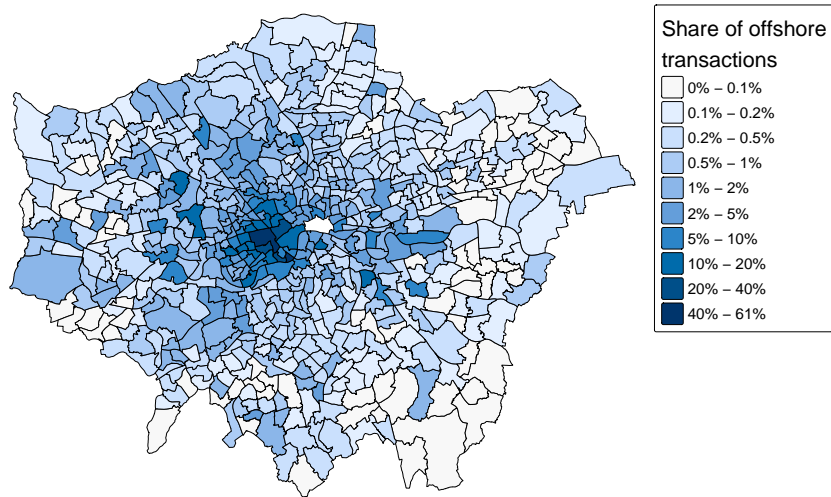 Share of offshore
transactions
0% – 0.1%
0.1% – 0.2%
0.2% – 0.5%
0.5% – 1%
1% – 2%
2% – 5%
5% – 10%
10% – 20%
20% – 40%
40% – 61%